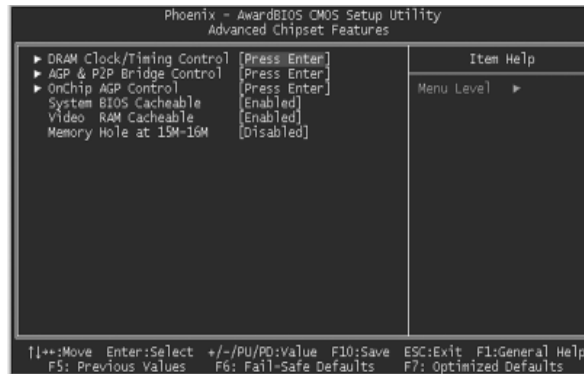 Phoenix - AwardBIOS CMOS Setup Utility
Advanced Chipset Features
► DRAM Clock/Timing Control [Press Enter]
► AGP & P2P Bridge Control [Press Enter]
► OnChip AGP Control [Press Enter]
System BIOS Cacheable [Enabled]
Video RAM Cacheable [Enabled]
Memory Hole at 15M-16M [Disabled]
Item Help
Menu Level ►
↑↓→←:Move Enter:Select +/-/PU/PD:Value F10:Save ESC:Exit F1:General Help
F5: Previous Values F6: Fail-Safe Defaults F7: Optimized Defaults